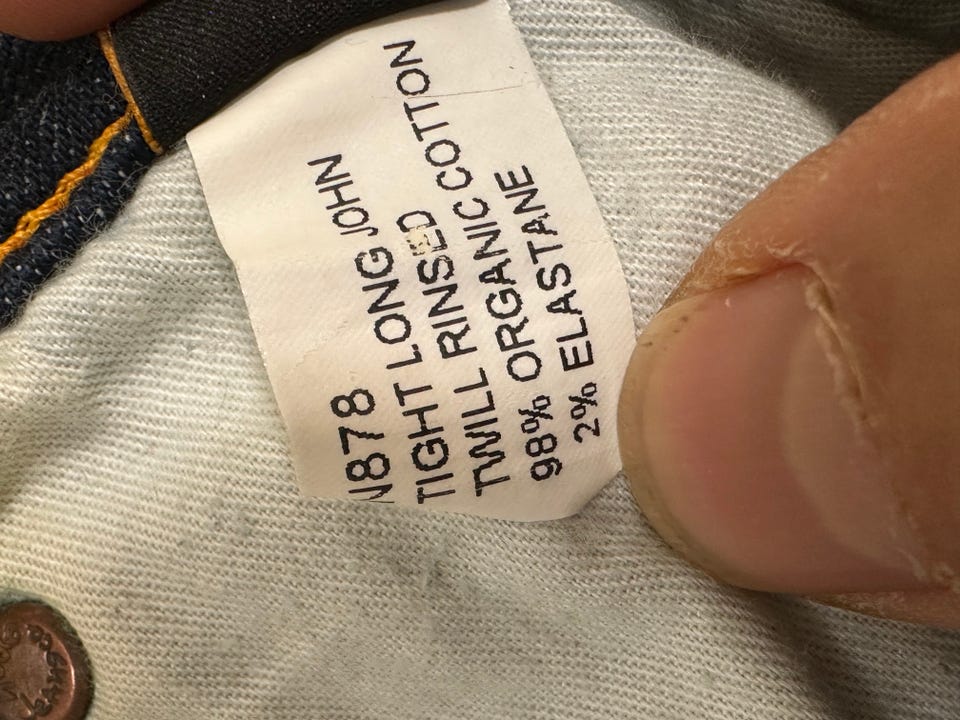 N878
TIGHT LONG JOHN
TWILL RINSED
98% ORGANIC COTTON
2% ELASTANE